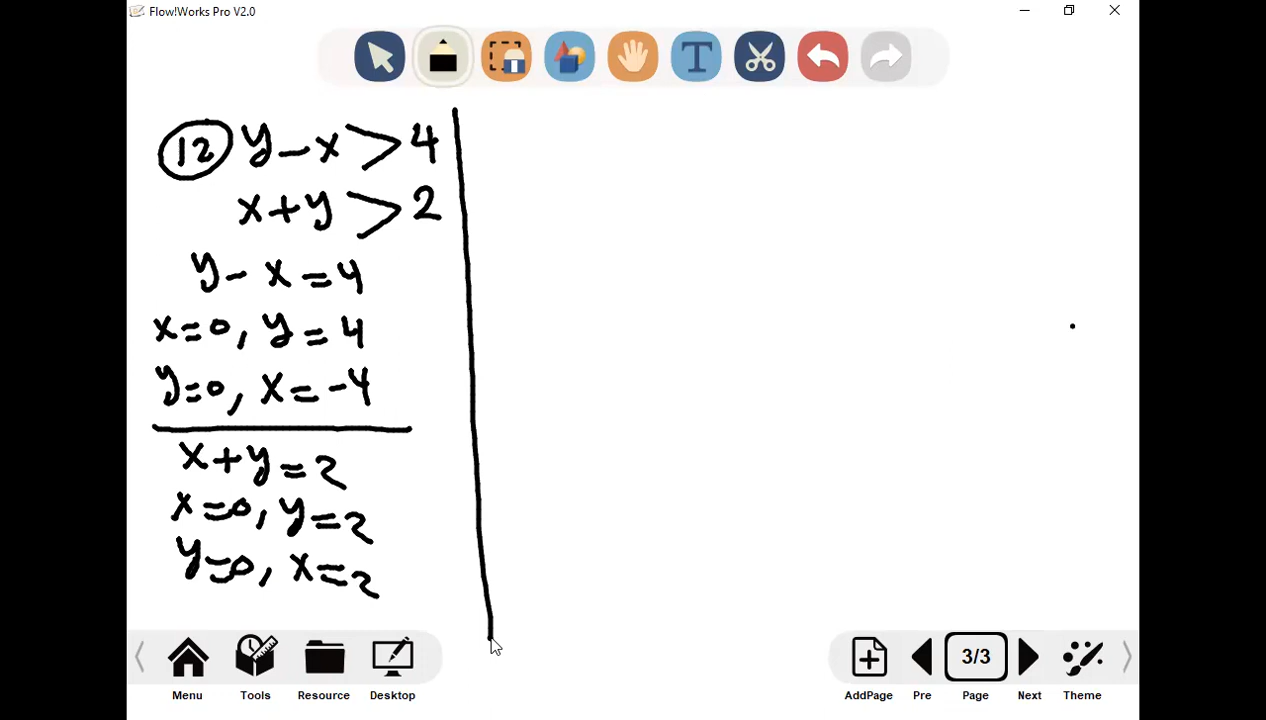 Flow!Works Pro V2.0
T
12 y - x > 4
x + y > 2
y - x = 4
x = 0, y = 4
y = 0, x = -4
x + y = 2
x = 0, y = 2
y = 0, x = 2
3/3
Menu Tools Resource Desktop AddPage Pre Page Next Theme